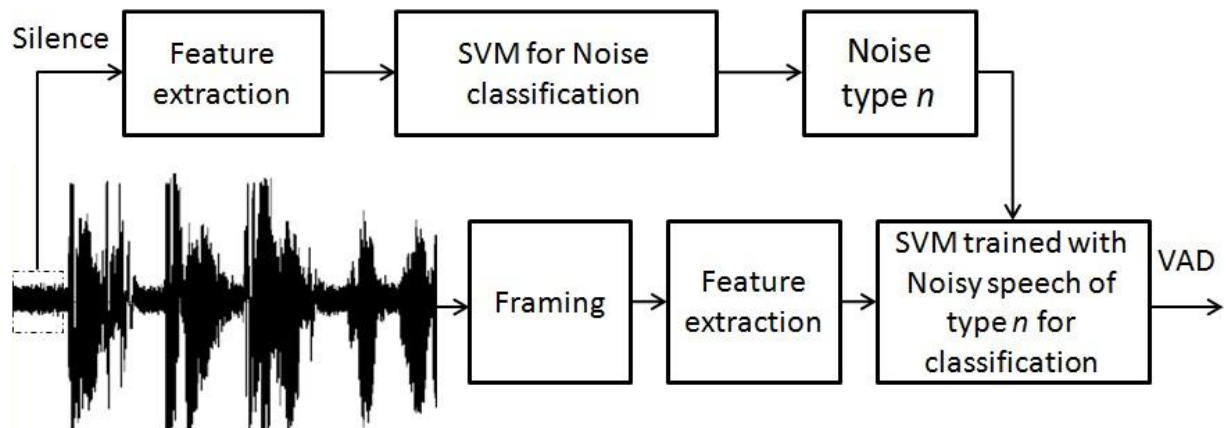 Silence
Feature
extraction
SVM for Noise
classification
Noise
type n
Framing
Feature
extraction
SVM trained with
Noisy speech of
type n for
classification
VAD